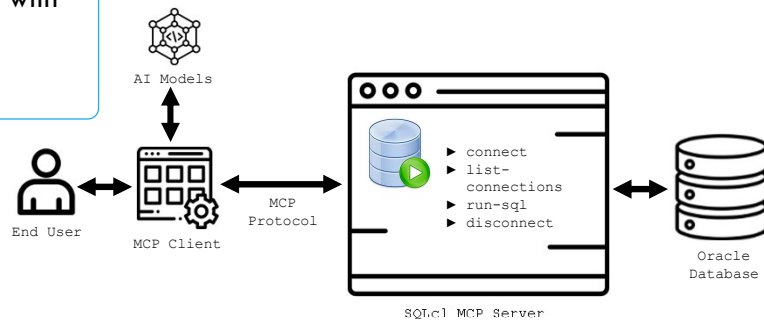 with
AI Models
End User
MCP Client
MCP
Protocol
► connect
► list-
connections
► run-sql
► disconnect
SQLcl MCP Server
Oracle
Database